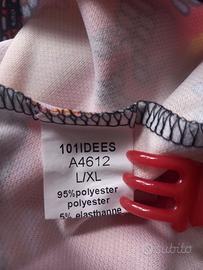 101IDEES
A4612
L/XL
95%polyester
polyester
5% elasthanne
subito